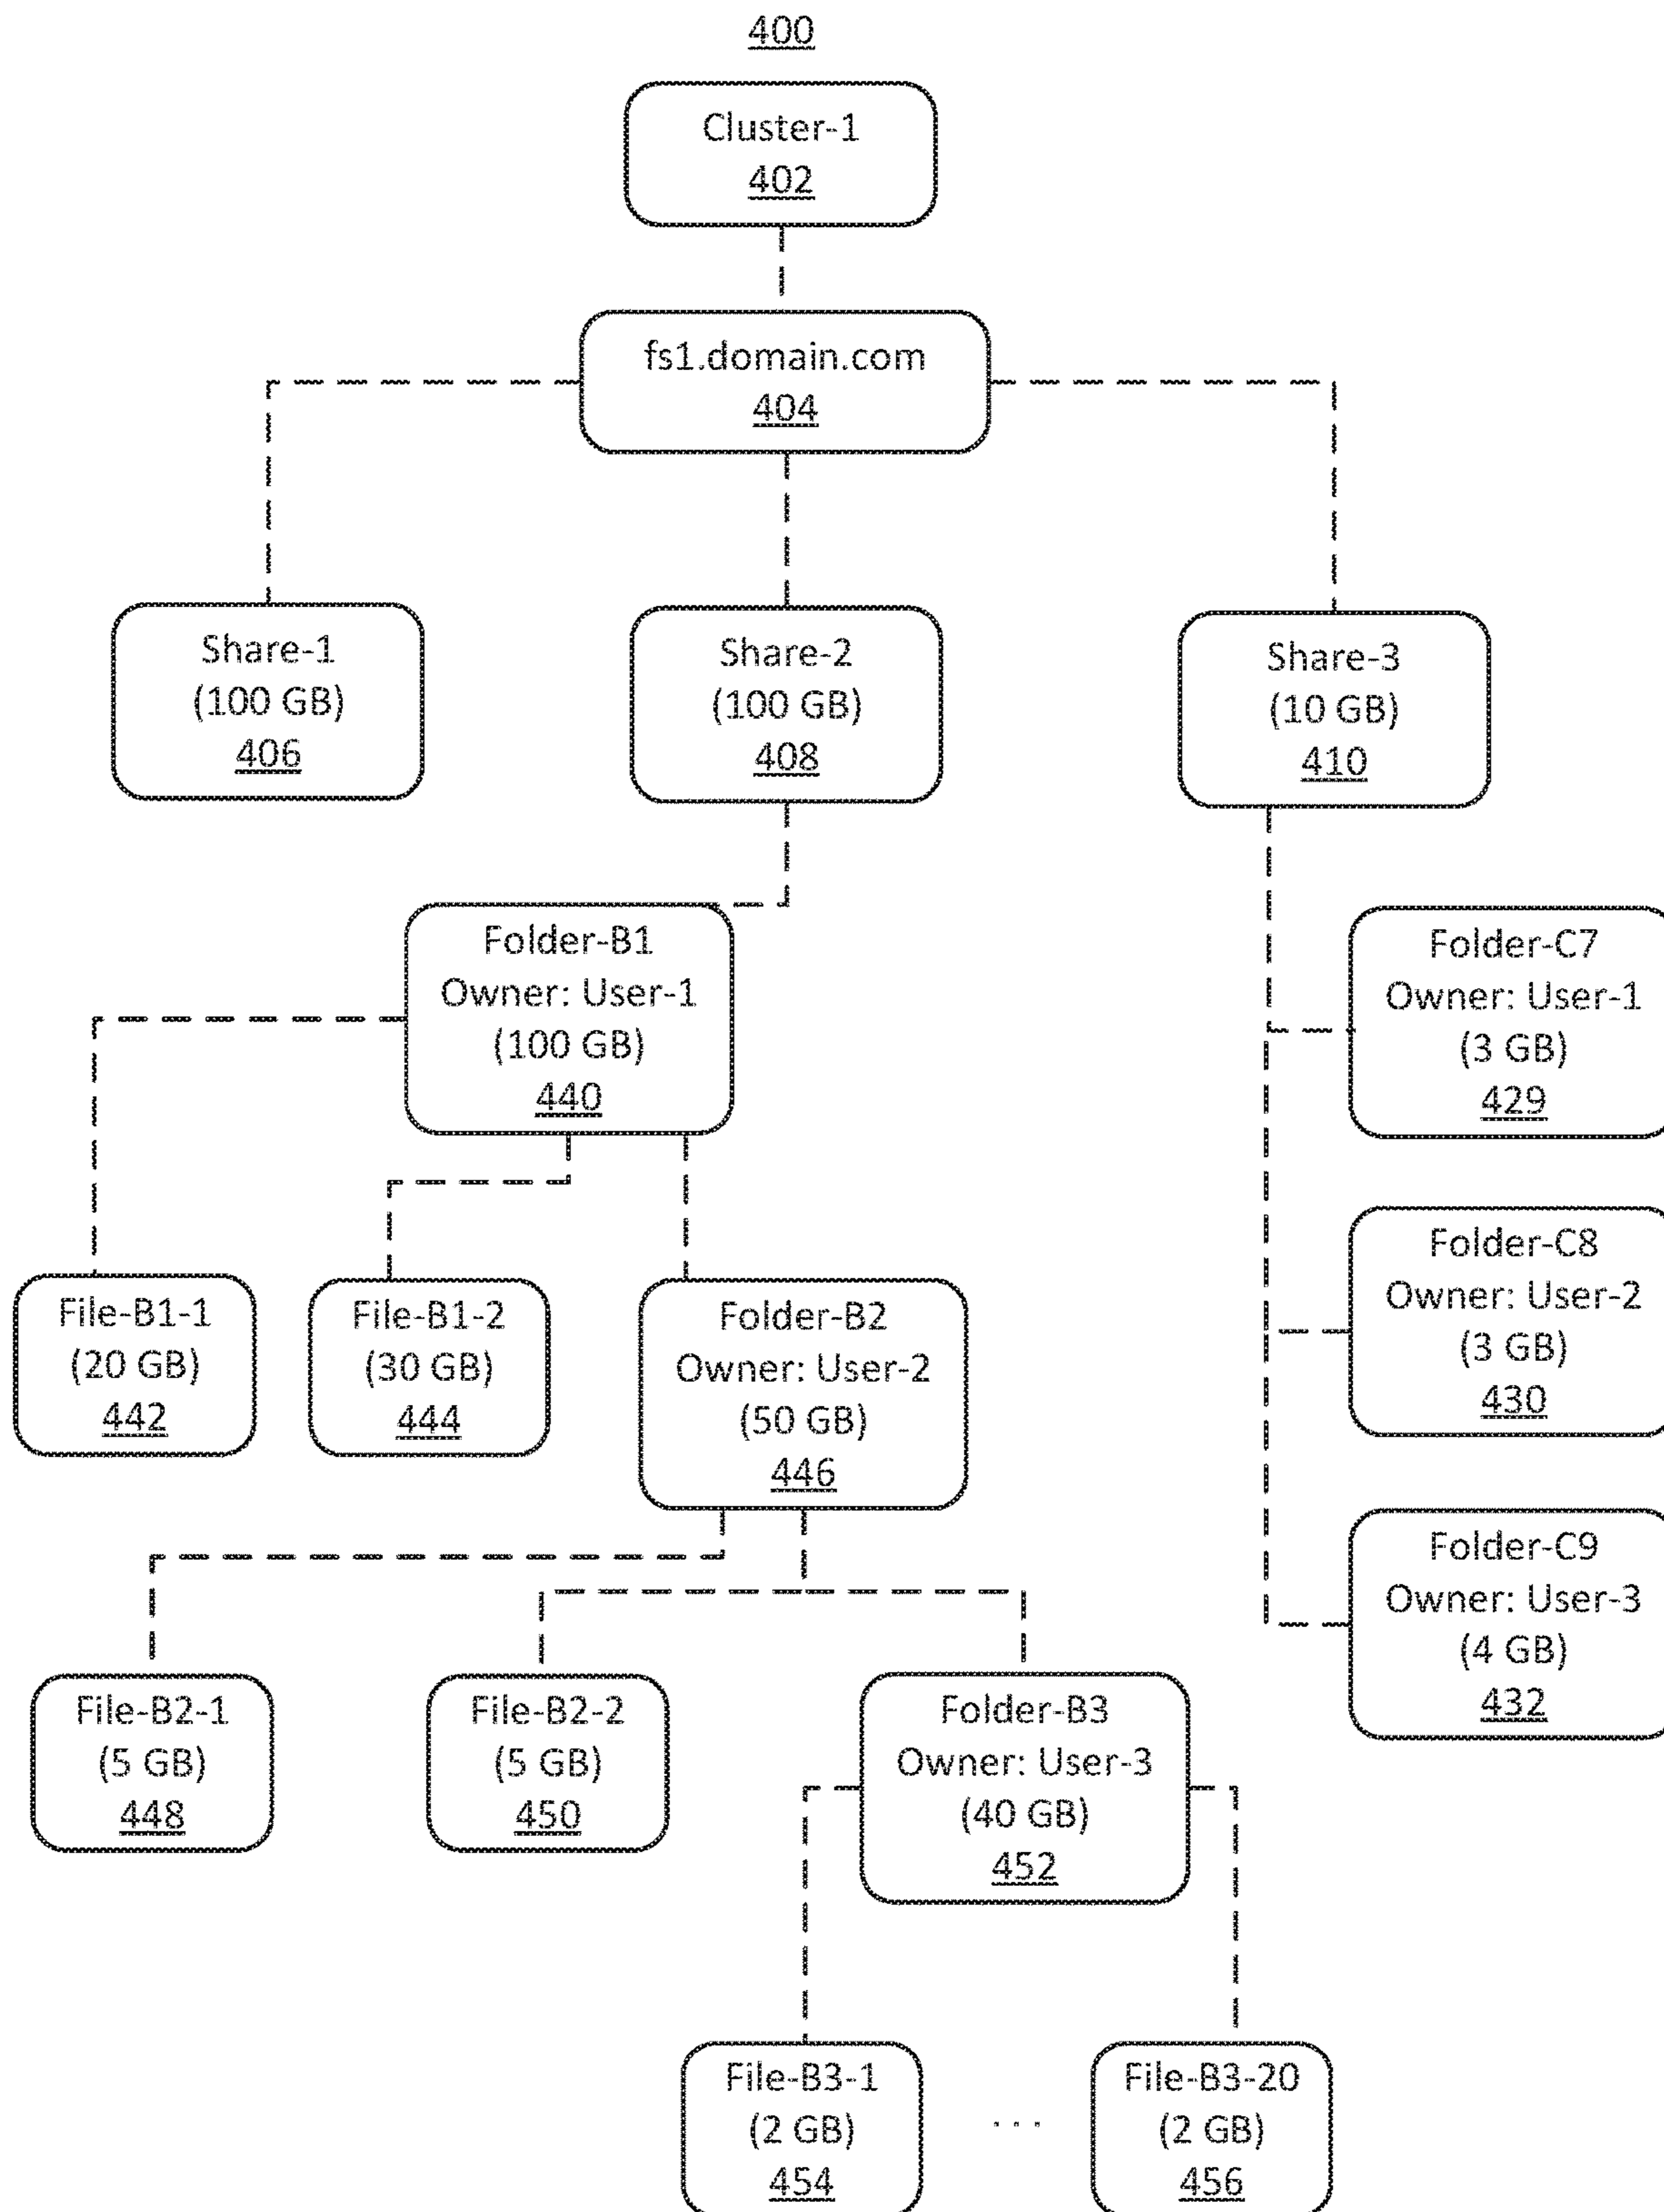 400
Cluster-1
402
fs1.domain.com
404
Share-1
(100 GB)
406
Share-2
(100 GB)
408
Share-3
(10 GB)
410
Folder-B1
Owner: User-1
(100 GB)
440
Folder-C7
Owner: User-1
(3 GB)
429
File-B1-1
(20 GB)
442
File-B1-2
(30 GB)
444
Folder-B2
Owner: User-2
(50 GB)
446
Folder-C8
Owner: User-2
(3 GB)
430
Folder-C9
Owner: User-3
(4 GB)
432
File-B2-1
(5 GB)
448
File-B2-2
(5 GB)
450
Folder-B3
Owner: User-3
(40 GB)
452
File-B3-1
(2 GB)
454
...
File-B3-20
(2 GB)
456